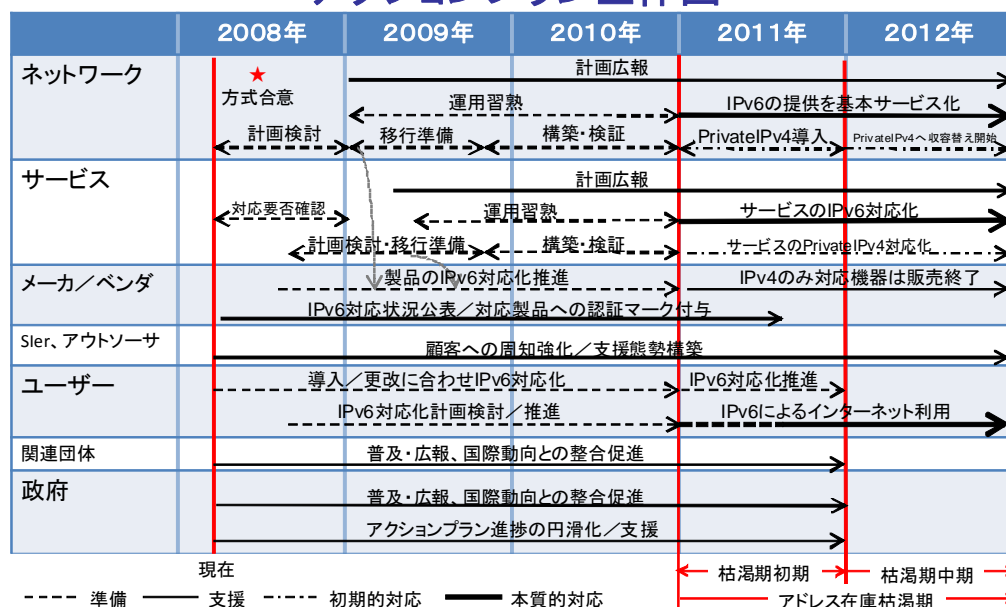 アクションプラン全体図
2008年 2009年 2010年 2011年 2012年
ネットワーク
計画広報
★
方式合意
運用習熟 IPv6の提供を基本サービス化
計画検討 移行準備 構築・検証 PrivateIPv4導入 PrivateIPv4へ収容替え開始
サービス
計画広報
対応要否確認 運用習熟 サービスのIPv6対応化
計画検討・移行準備 構築・検証 サービスのPrivateIPv4対応化
メーカ／ベンダ 製品のIPv6対応化推進 IPv4のみ対応機器は販売終了
IPv6対応状況公表／対応製品への認証マーク付与
SIer、アウトソーサ
顧客への周知強化／支援態勢構築
ユーザー 導入／更改に合わせIPv6対応化 IPv6対応化推進
IPv6対応化計画検討／推進 IPv6によるインターネット利用
関連団体 普及・広報、国際動向との整合促進
政府
普及・広報、国際動向との整合促進
アクションプラン進捗の円滑化／支援
現在 枯渇期初期 枯渇期中期
準備 支援 初期的対応 本質的対応 アドレス在庫枯渇期